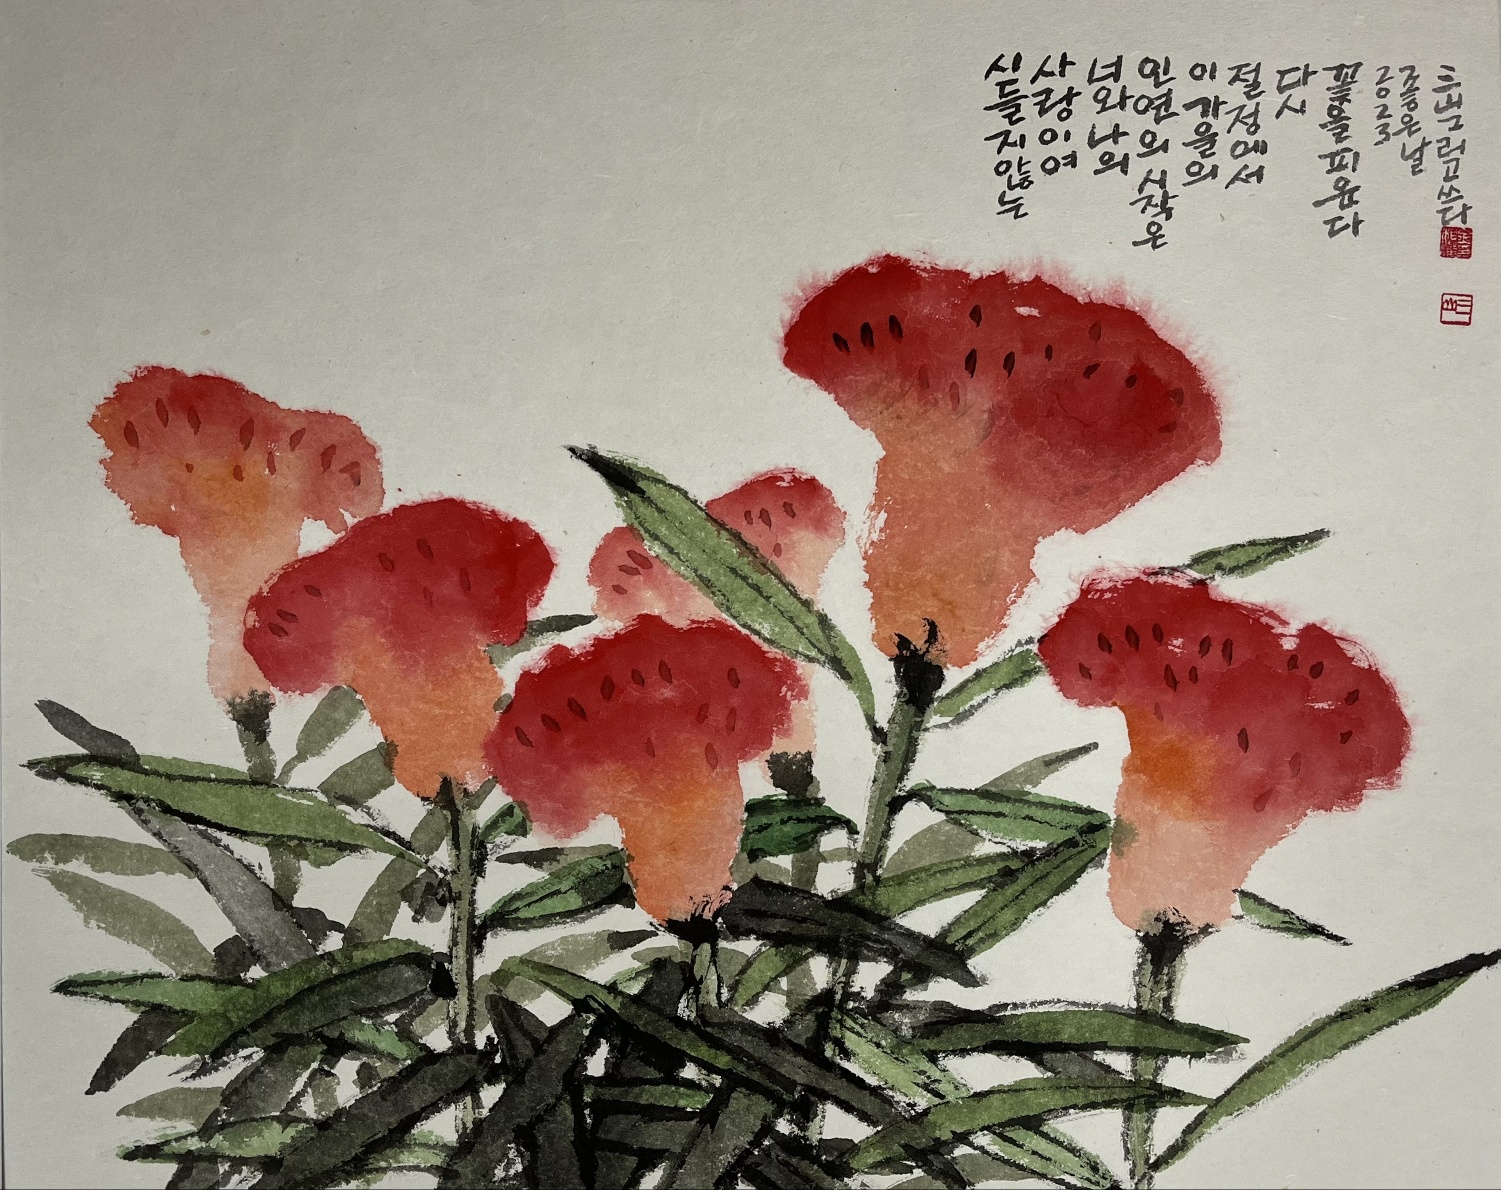 시들지 않는
사랑이여
너와 나의
인연의 시작은
이 가을의
절정에서
다시
꽃을 피운다
2023
좋은날
그리고 쓰다